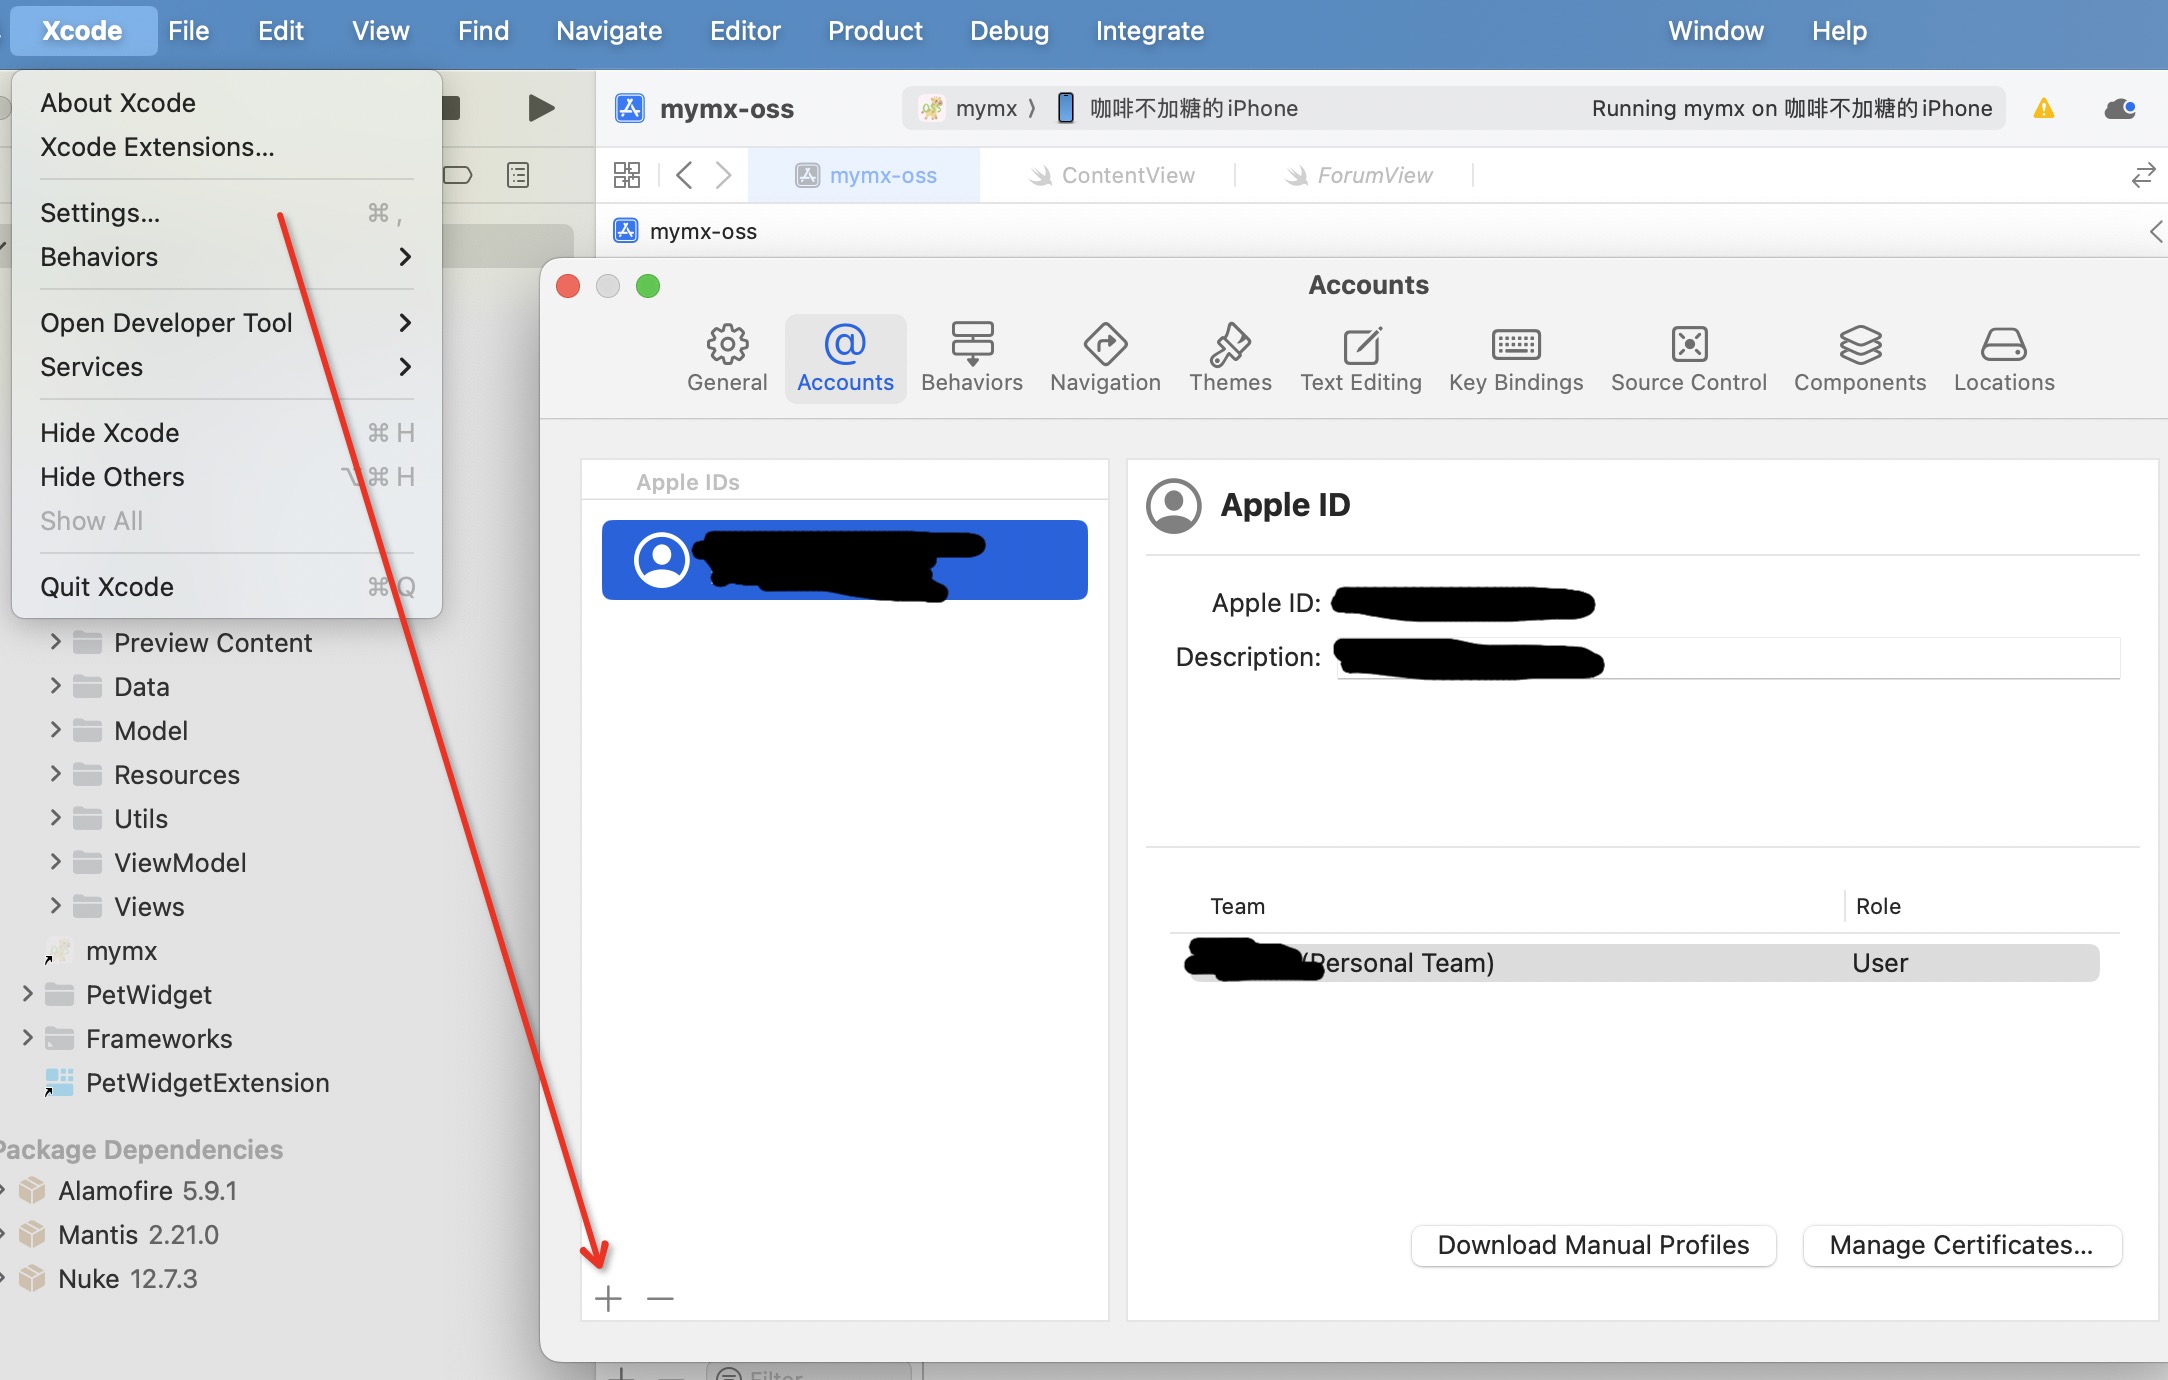 Xcode File Edit View Find Navigate Editor Product Debug Integrate Window Help
About Xcode
Xcode Extensions...
Settings... ⌘ ,
Behaviors
Open Developer Tool
Services
Hide Xcode ⌘ H
Hide Others ⌥ ⌘ H
Show All
Quit Xcode ⌘ Q
mymx-oss
mymx 〉 咖啡不加糖的 iPhone
Running mymx on 咖啡不加糖的 iPhone
mymx-oss ContentView ForumView
mymx-oss
Preview Content
Data
Model
Resources
Utils
ViewModel
Views
mymx
PetWidget
Frameworks
PetWidgetExtension
Package Dependencies
Alamofire 5.9.1
Mantis 2.21.0
Nuke 12.7.3
Accounts
General Accounts Behaviors Navigation Themes Text Editing Key Bindings Source Control Components Locations
Apple IDs
Apple ID
Apple ID:
Description:
Team Role
(Personal Team) User
Download Manual Profiles Manage Certificates...
Filter